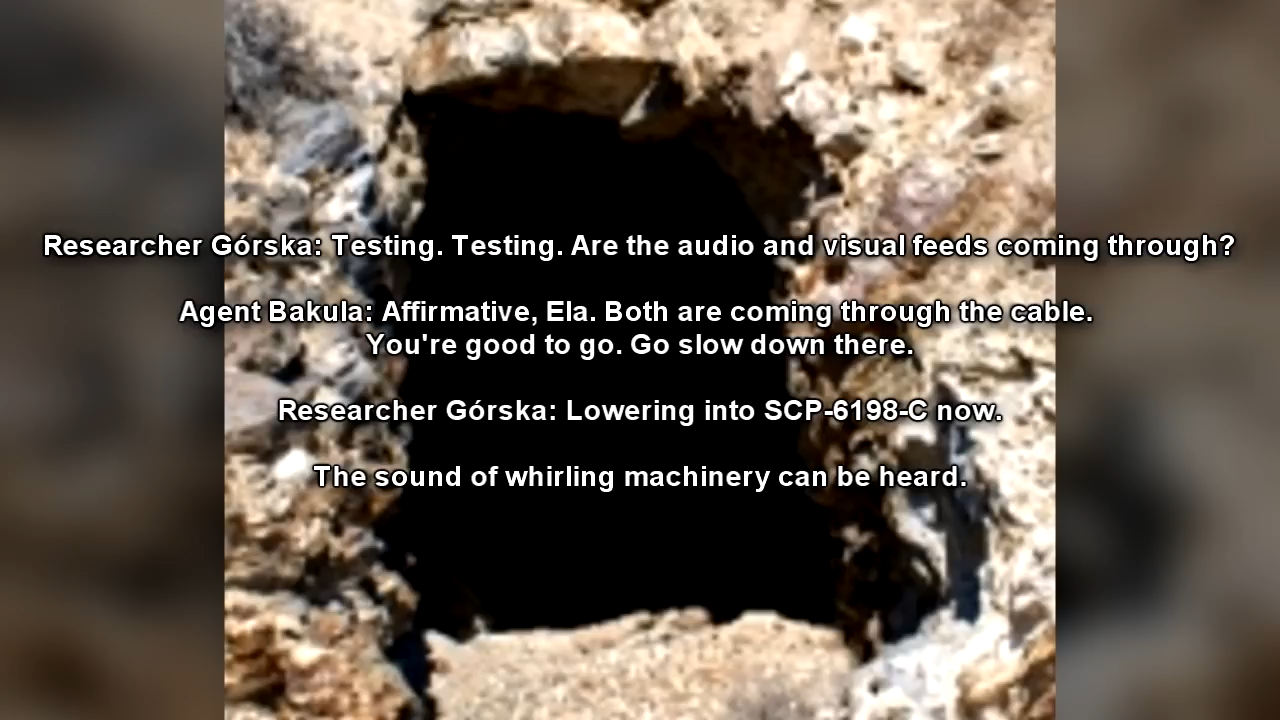 Researcher Górska: Testing. Testing. Are the audio and visual feeds coming through?
Agent Bakula: Affirmative, Ela. Both are coming through the cable.
You're good to go. Go slow down there.
Researcher Górska: Lowering into SCP-6198-C now.
The sound of whirling machinery can be heard.